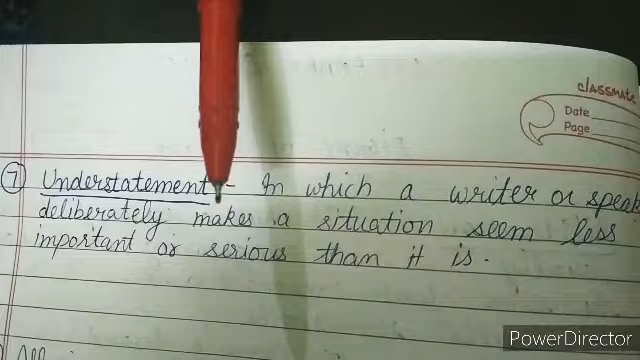 classmate
Date
Page
7 Understatement - In which a writer or speak
deliberately makes a situation seem less
important or serious than it is.
All
PowerDirector